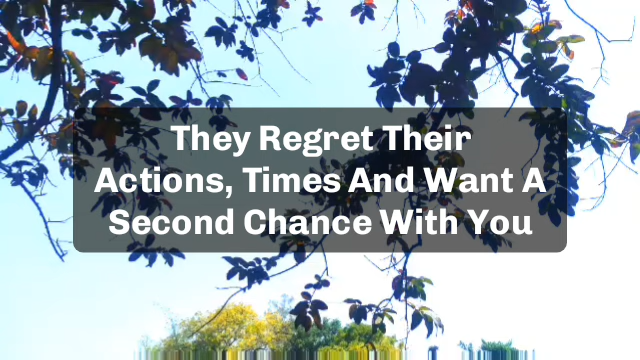 They Regret Their
Actions, Times And Want A
Second Chance With You